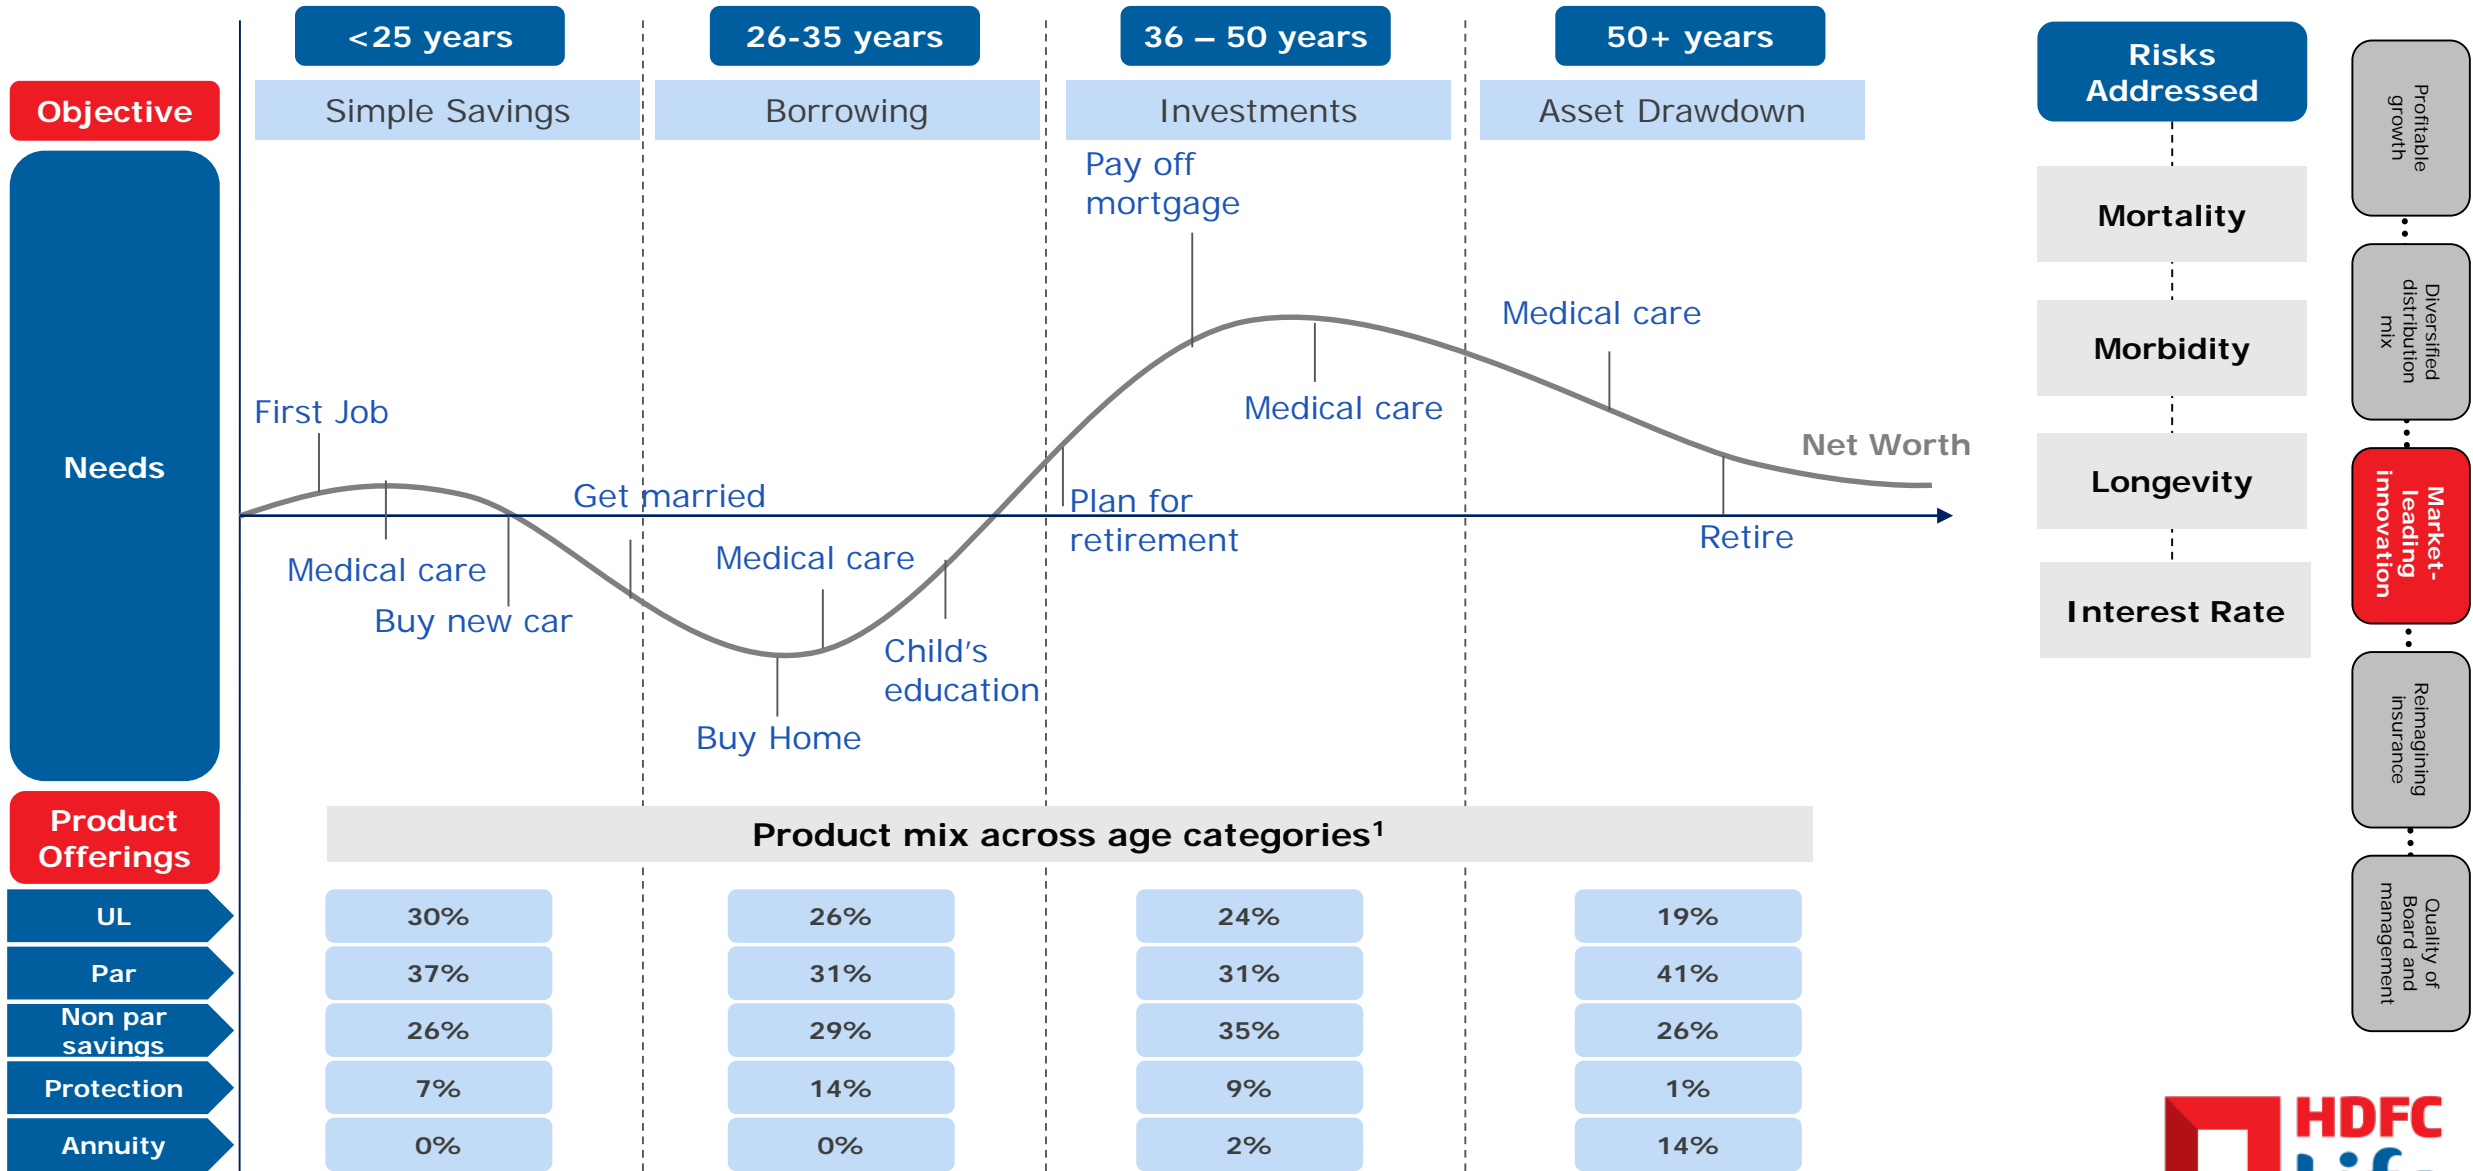 <25 years
26-35 years
36 – 50 years
50+ years
Objective
Simple Savings
Borrowing
Investments
Asset Drawdown
Needs
First Job
Medical care
Buy new car
Get married
Medical care
Buy Home
Child's
education
Pay off
mortgage
Plan for
retirement
Medical care
Medical care
Retire
Net Worth
Product
Offerings
Product mix across age categories¹
UL
30%
26%
24%
19%
Par
37%
31%
31%
41%
Non par
savings
26%
29%
35%
26%
Protection
7%
14%
9%
1%
Annuity
0%
0%
2%
14%
Risks
Addressed
Mortality
Morbidity
Longevity
Interest Rate
Profitable
growth
Diversified
distribution
mix
Market-
leading
innovation
Reimagining
insurance
Quality of
Board and
management
HDFC
Life